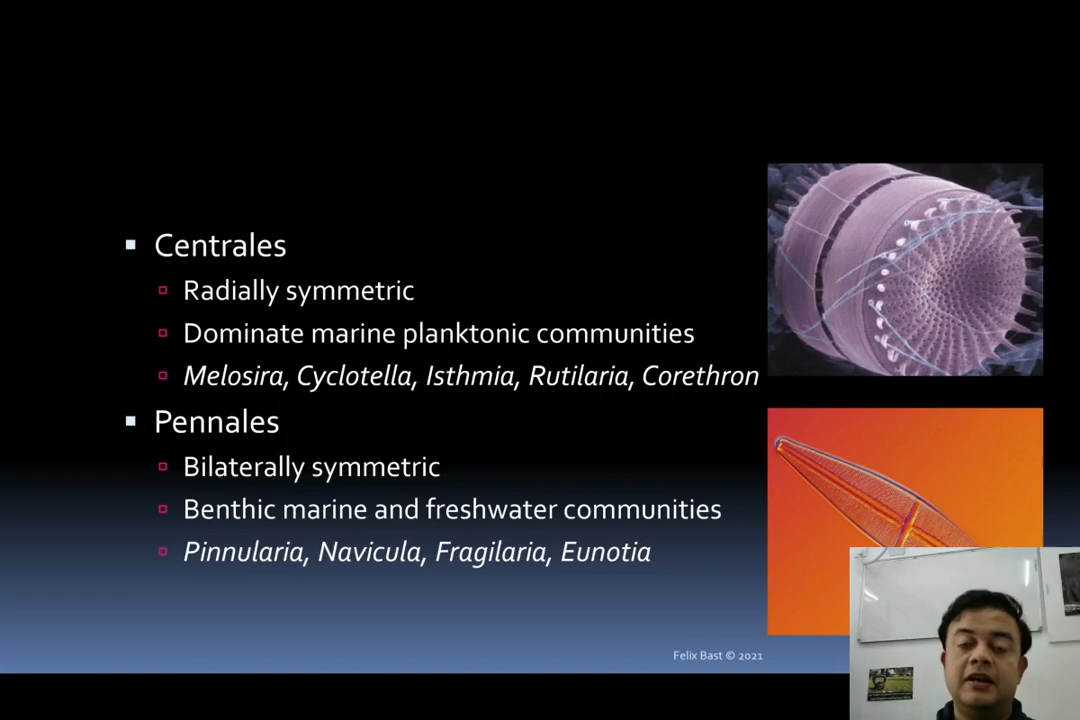 Centrales
Radially symmetric
Dominate marine planktonic communities
Melosira, Cyclotella, Isthmia, Rutilaria, Corethron
Pennales
Bilaterally symmetric
Benthic marine and freshwater communities
Pinnularia, Navicula, Fragilaria, Eunotia
Felix Bast © 2021